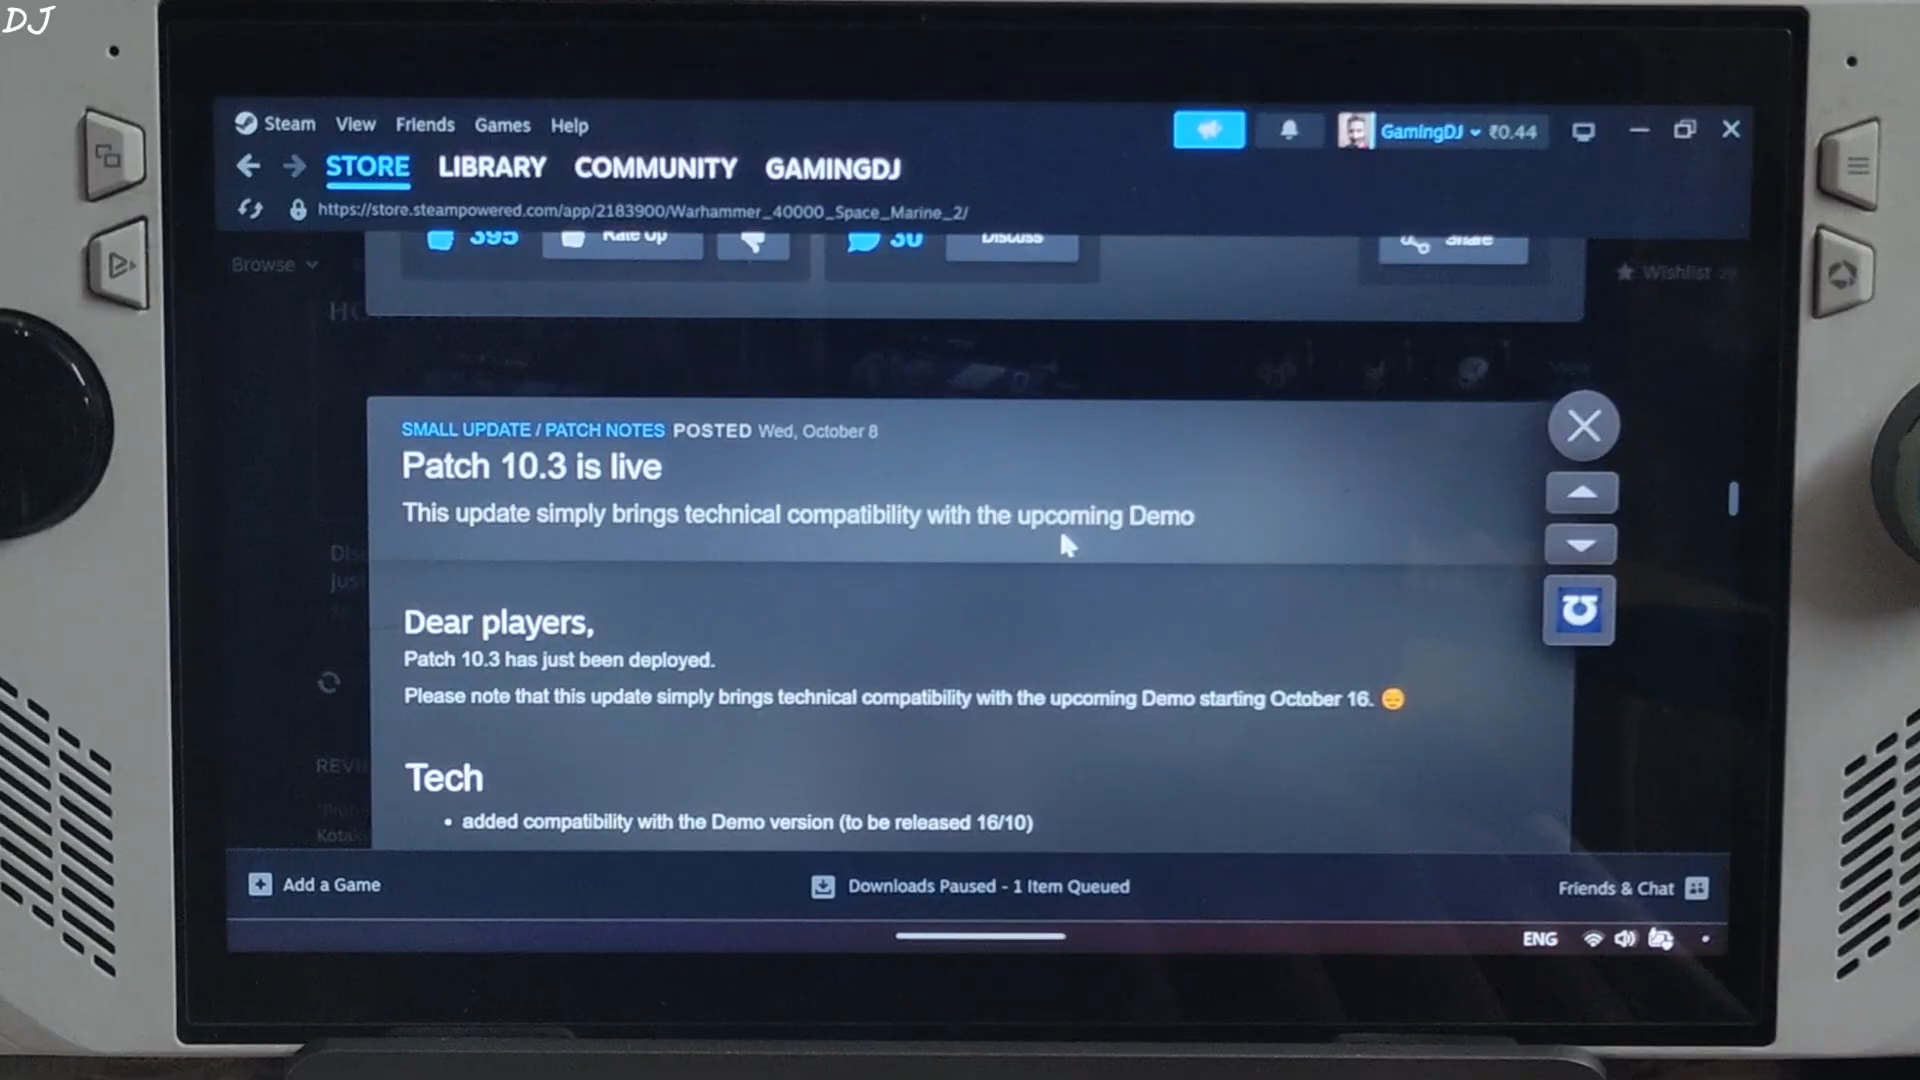 DJ
Steam View Friends Games Help
GamingDJ ₹0.44
STORE LIBRARY COMMUNITY GAMINGDJ
https://store.steampowered.com/app/2183900/Warhammer_40000_Space_Marine_2/
395 Rate Up 30 Discuss Share
Browse
Wishlist
View
SMALL UPDATE / PATCH NOTES POSTED Wed, October 8
Patch 10.3 is live
This update simply brings technical compatibility with the upcoming Demo
Dear players,
Patch 10.3 has just been deployed.
Please note that this update simply brings technical compatibility with the upcoming Demo starting October 16.
Tech
• added compatibility with the Demo version (to be released 16/10)
Add a Game
Downloads Paused - 1 Item Queued
Friends & Chat
ENG